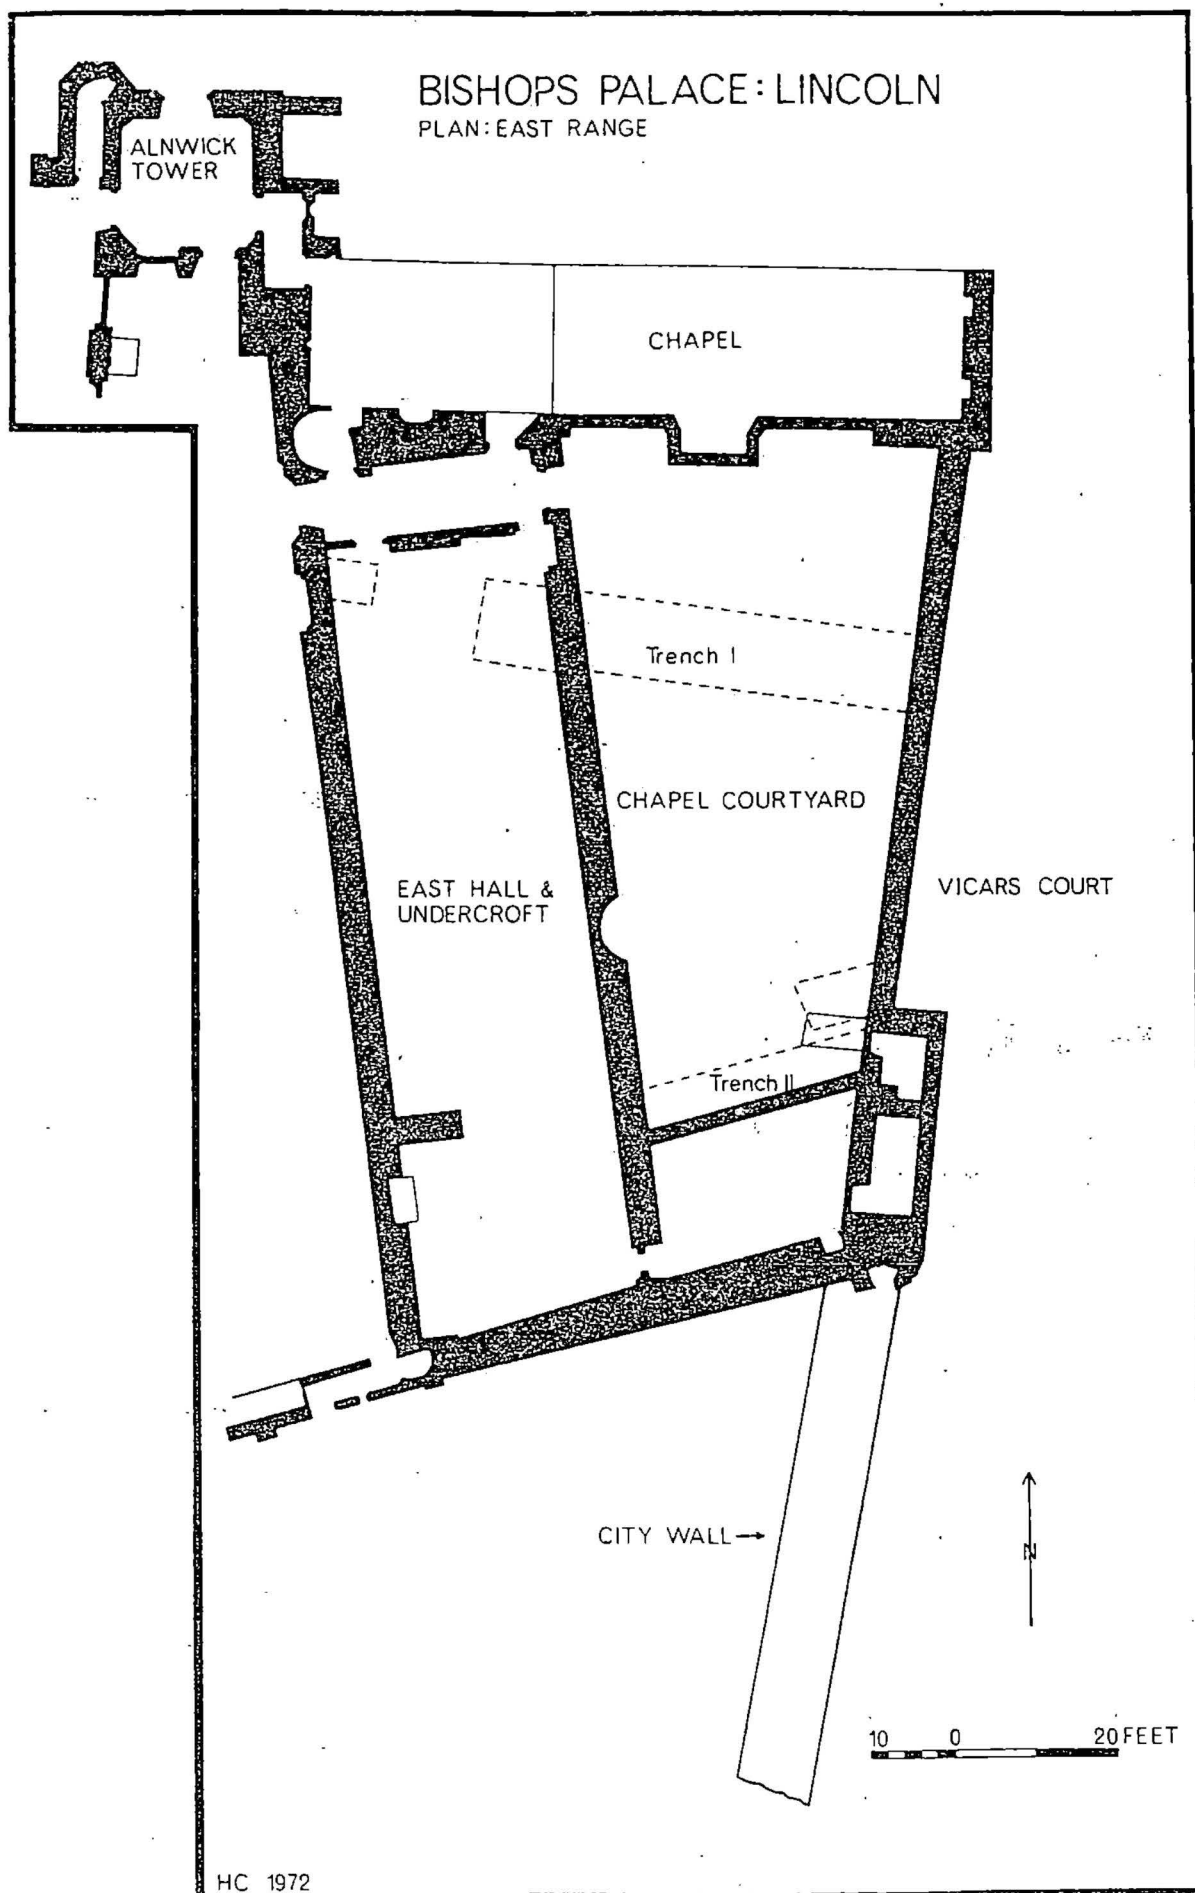 BISHOPS PALACE: LINCOLN
PLAN: EAST RANGE
ALNWICK
TOWER
CHAPEL
Trench I
CHAPEL COURTYARD
EAST HALL &
UNDERCROFT
VICARS COURT
Trench II
CITY WALL
N
10 0 20 FEET
HC 1972